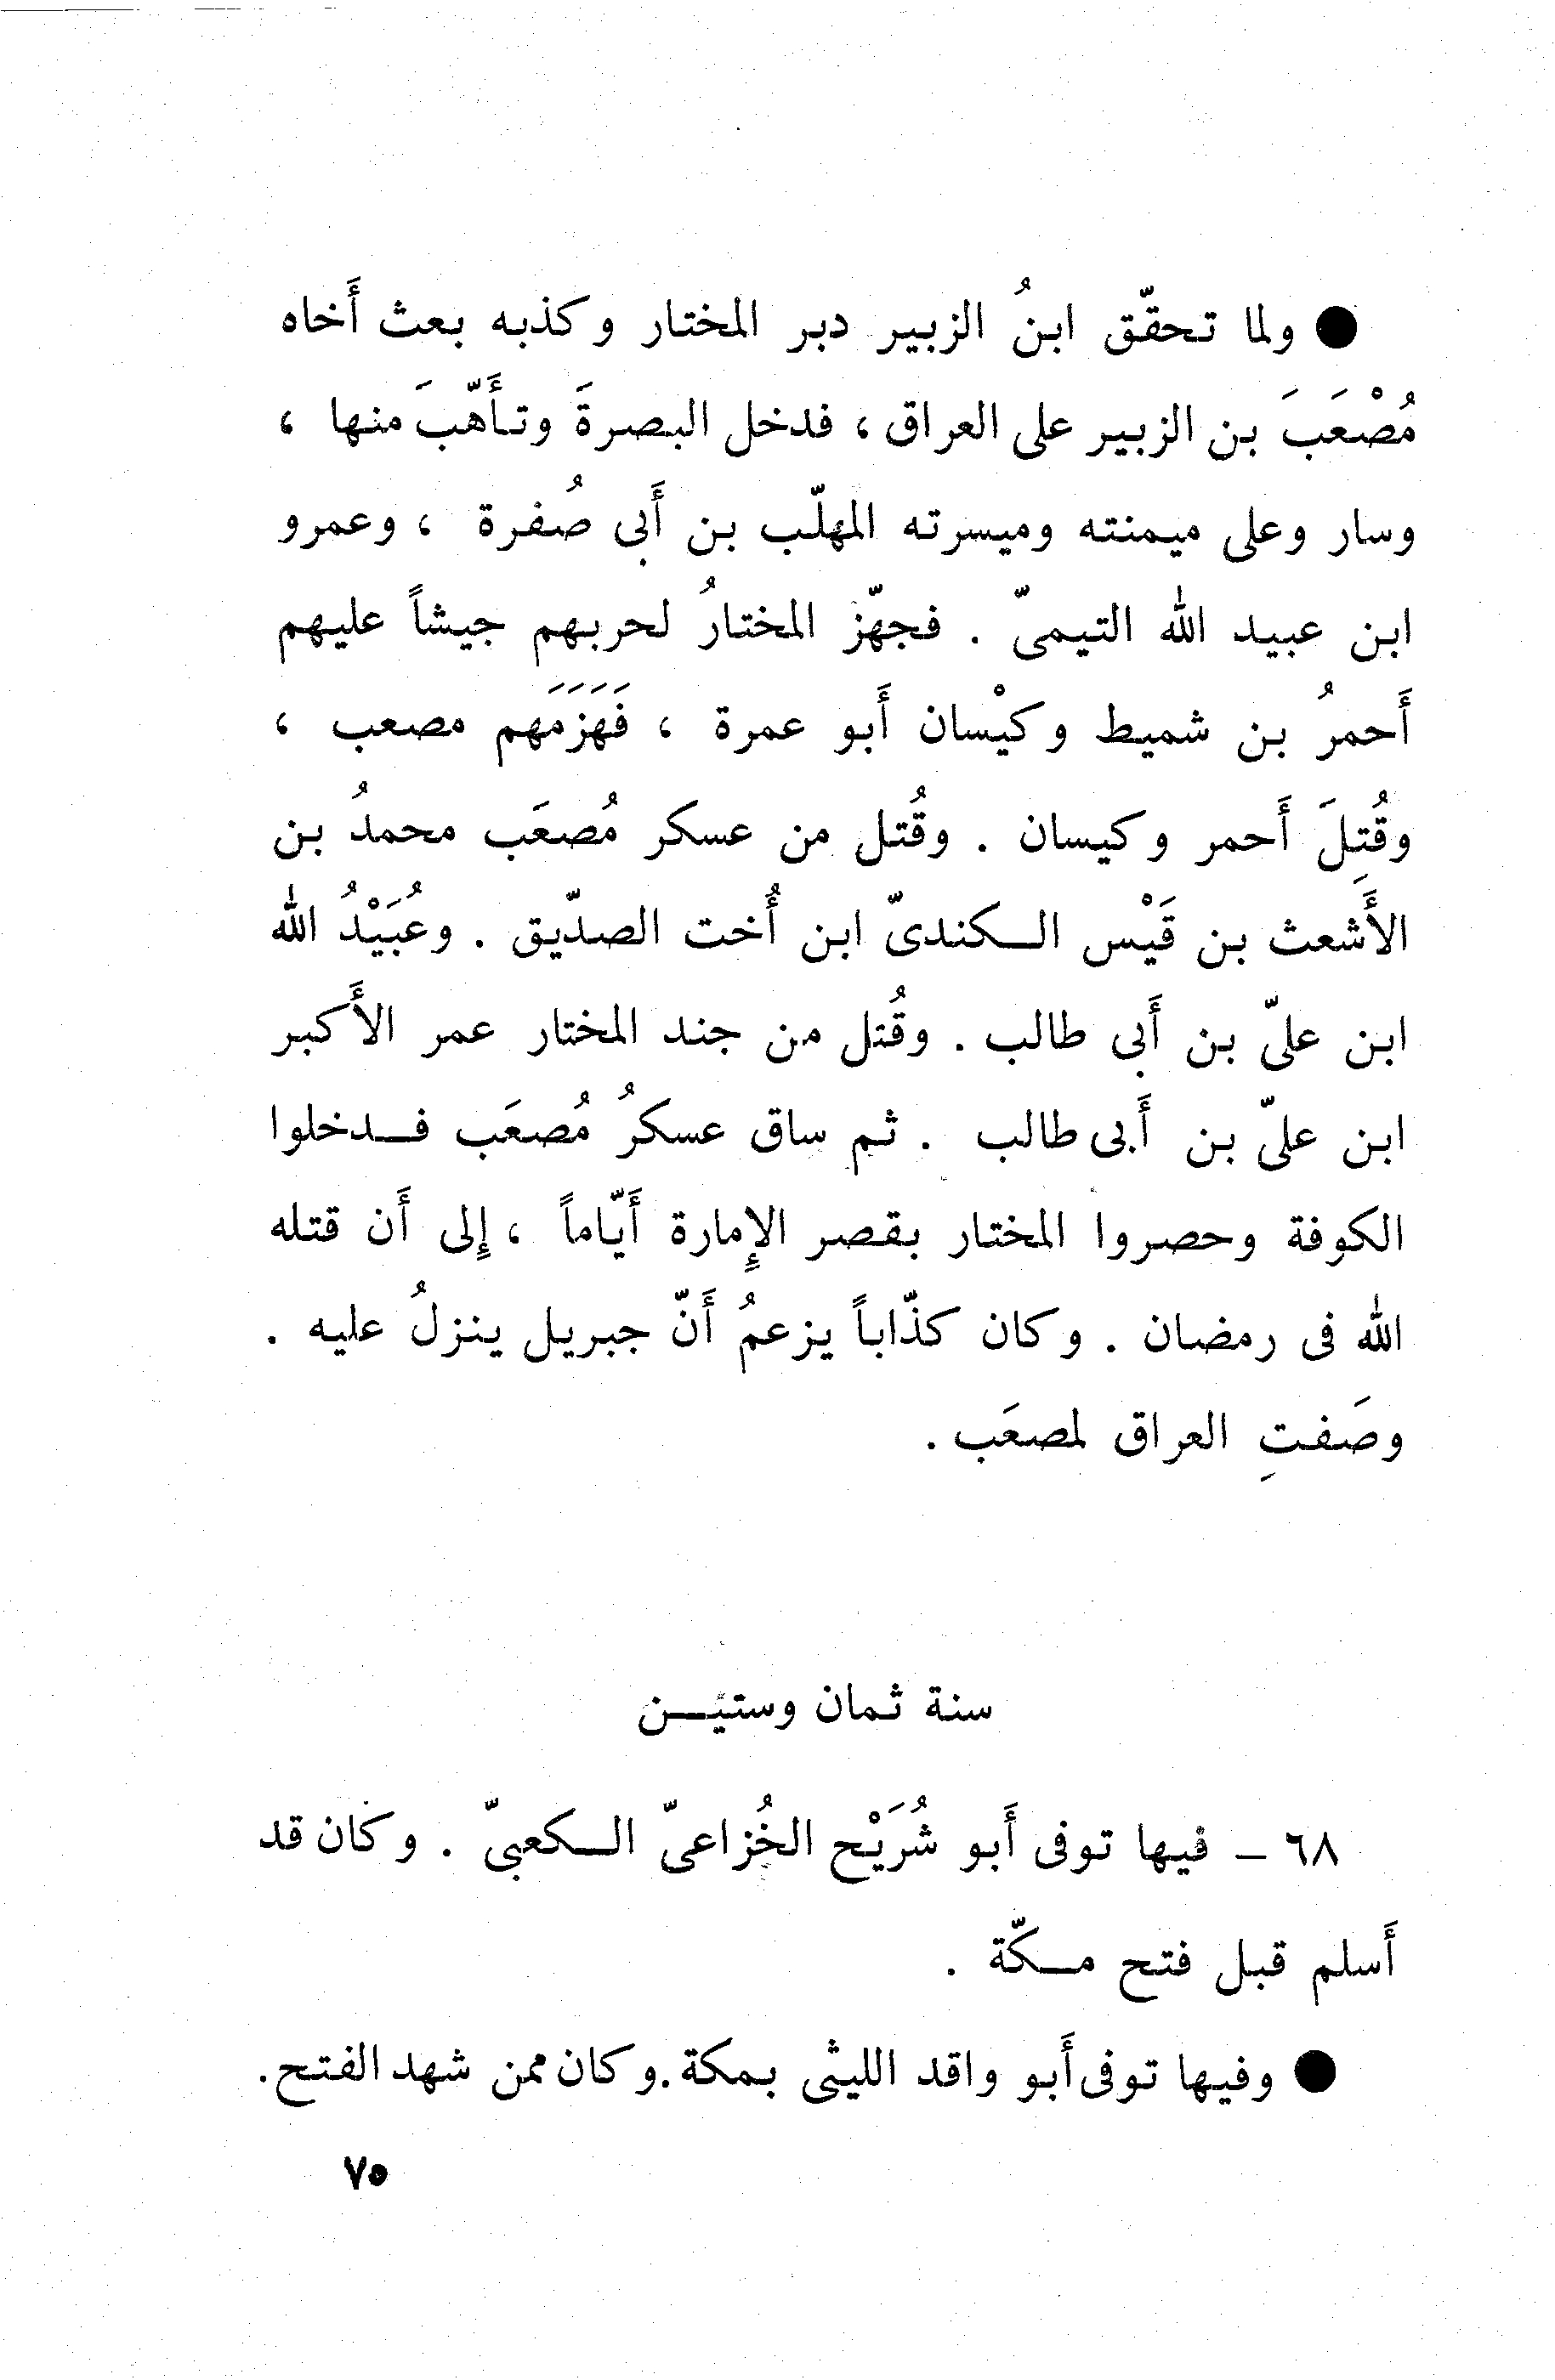 ● ولما تحقّق ابنُ الزبير دبر المختار وكذبه بعث أَخاه
مُصْعَبَ بن الزبير على العراق ، فدخل البصرةَ وتأَهّبَ منها ،
وسار وعلى ميمنته وميسرته المهلّب بن أَبى صُفرة ، وعمرو
ابن عبيد الله التيمىّ . فجهّز المختارُ لحربهم جيشاً عليهم
أَحمرُ بن شميط وكيْسان أَبو عمرة ، فَهَزَمَهم مصعب ،
وقُتِلَ أَحمر وكيسان . وقُتل من عسكر مُصعَب محمدُ بن
الأَشعث بن قَيْس الكندىّ ابن أُخت الصدّيق . وعُبَيْدُ الله
ابن علىّ بن أَبى طالب . وقُتل من جند المختار عمر الأَكبر
ابن علىّ بن أَبى طالب . ثم ساق عسكرُ مُصعَب فدخلوا
الكوفة وحصروا المختار بقصر الإِمارة أَيّاماً ، إِلى أَن قتله
الله فى رمضان . وكان كذّاباً يزعمُ أَنّ جبريل ينزلُ عليه .
وصَفتِ العراق لمصعَب .
سنة ثمان وستين
٦٨ – فيها توفى أَبو شُرَيْح الخُزاعىّ الكعبىّ . وكان قد
أَسلم قبل فتح مكّة .
● وفيها توفى أَبو واقد الليثى بمكة . وكان ممن شهد الفتح .
٧٥